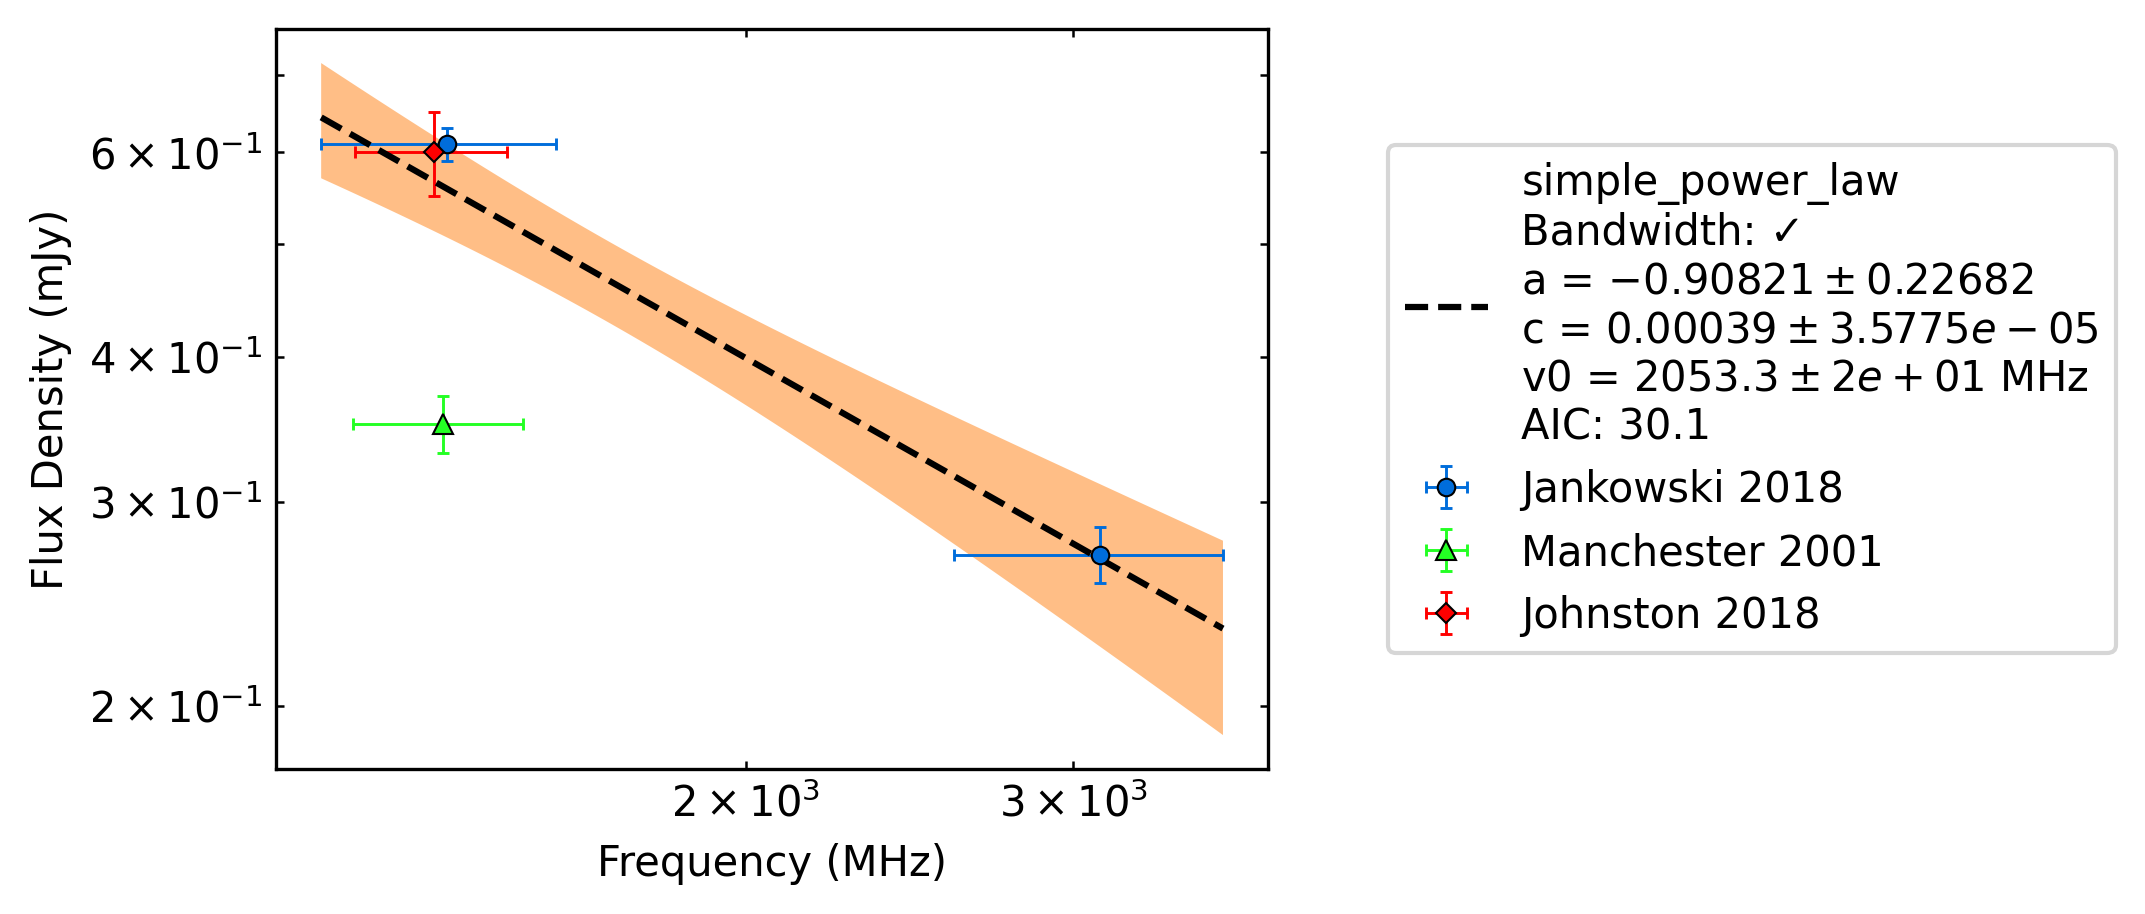 6 × 10⁻¹
4 × 10⁻¹
3 × 10⁻¹
2 × 10⁻¹
Flux Density (mJy)
2 × 10³
3 × 10³
Frequency (MHz)
simple_power_law
Bandwidth: ✓
a = −0.90821 ± 0.22682
c = 0.00039 ± 3.5775e − 05
v0 = 2053.3 ± 2e + 01 MHz
AIC: 30.1
Jankowski 2018
Manchester 2001
Johnston 2018